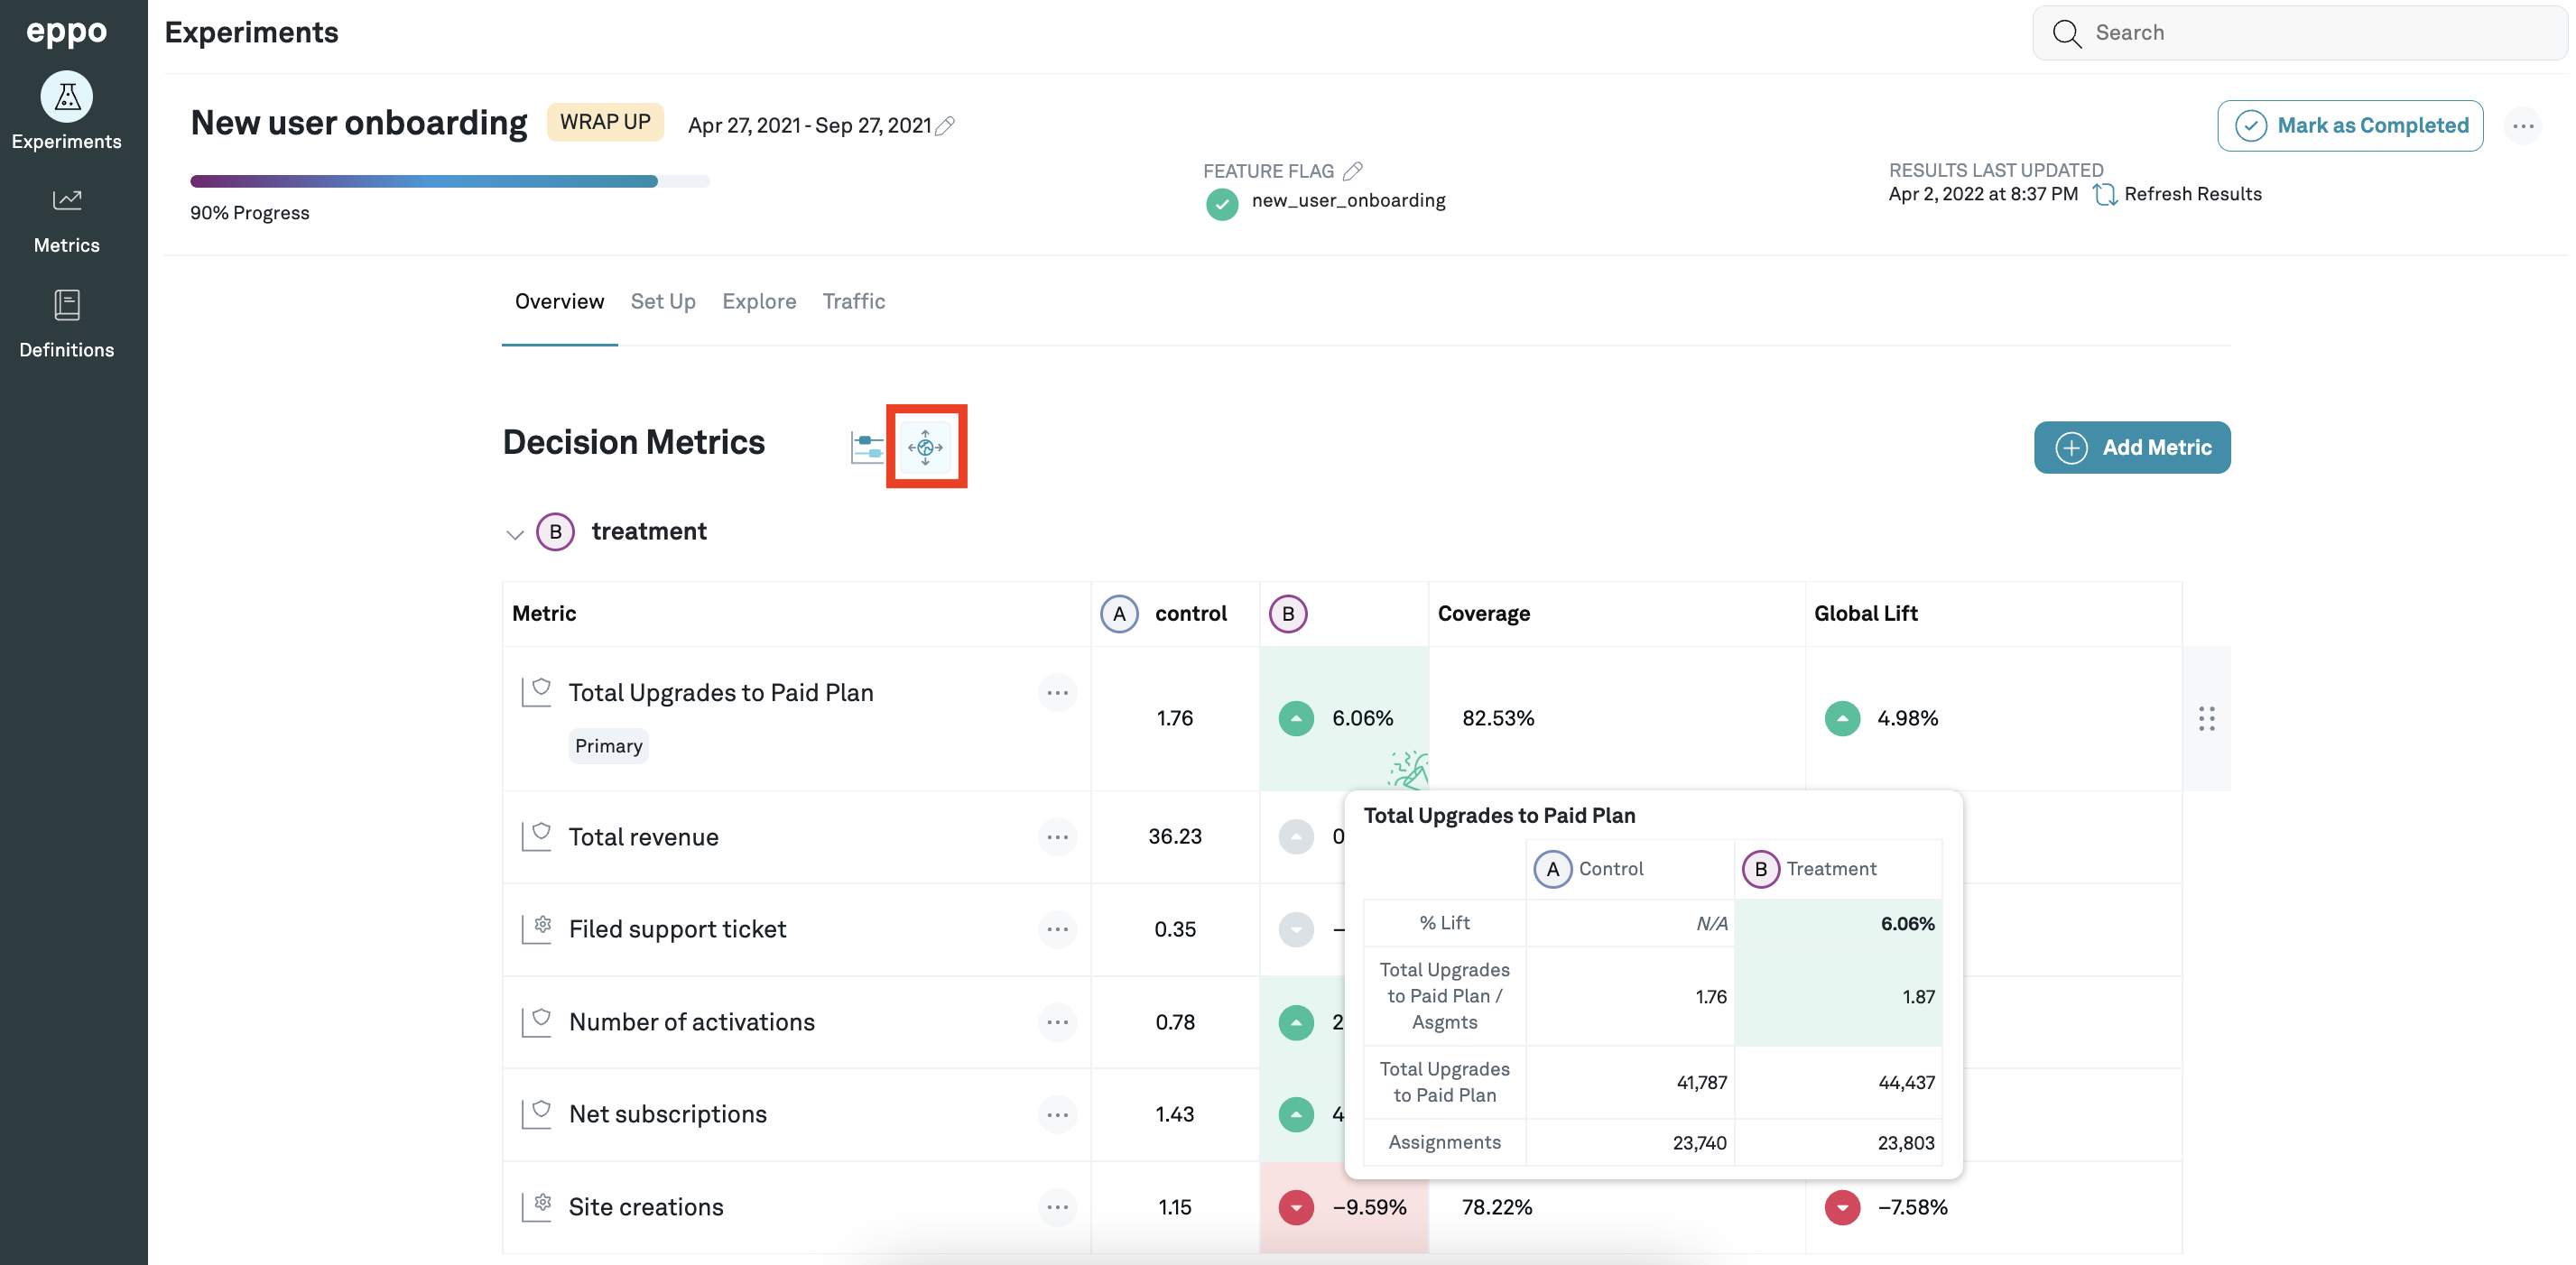 eppo
Experiments
Metrics
Definitions
Experiments
Search
New user onboarding
WRAP UP
Apr 27, 2021 - Sep 27, 2021
Mark as Completed
90% Progress
FEATURE FLAG
new_user_onboarding
RESULTS LAST UPDATED
Apr 2, 2022 at 8:37 PM
Refresh Results
Overview
Set Up
Explore
Traffic
Decision Metrics
Add Metric
B treatment
Metric
A control
B
Coverage
Global Lift
Total Upgrades to Paid Plan
Primary
1.76
6.06%
82.53%
4.98%
Total revenue
36.23
0
Filed support ticket
0.35
–
Number of activations
0.78
2
Net subscriptions
1.43
4
Site creations
1.15
–9.59%
78.22%
–7.58%
Total Upgrades to Paid Plan
A Control
B Treatment
% Lift
N/A
6.06%
Total Upgrades
to Paid Plan /
Asgmts
1.76
1.87
Total Upgrades
to Paid Plan
41,787
44,437
Assignments
23,740
23,803